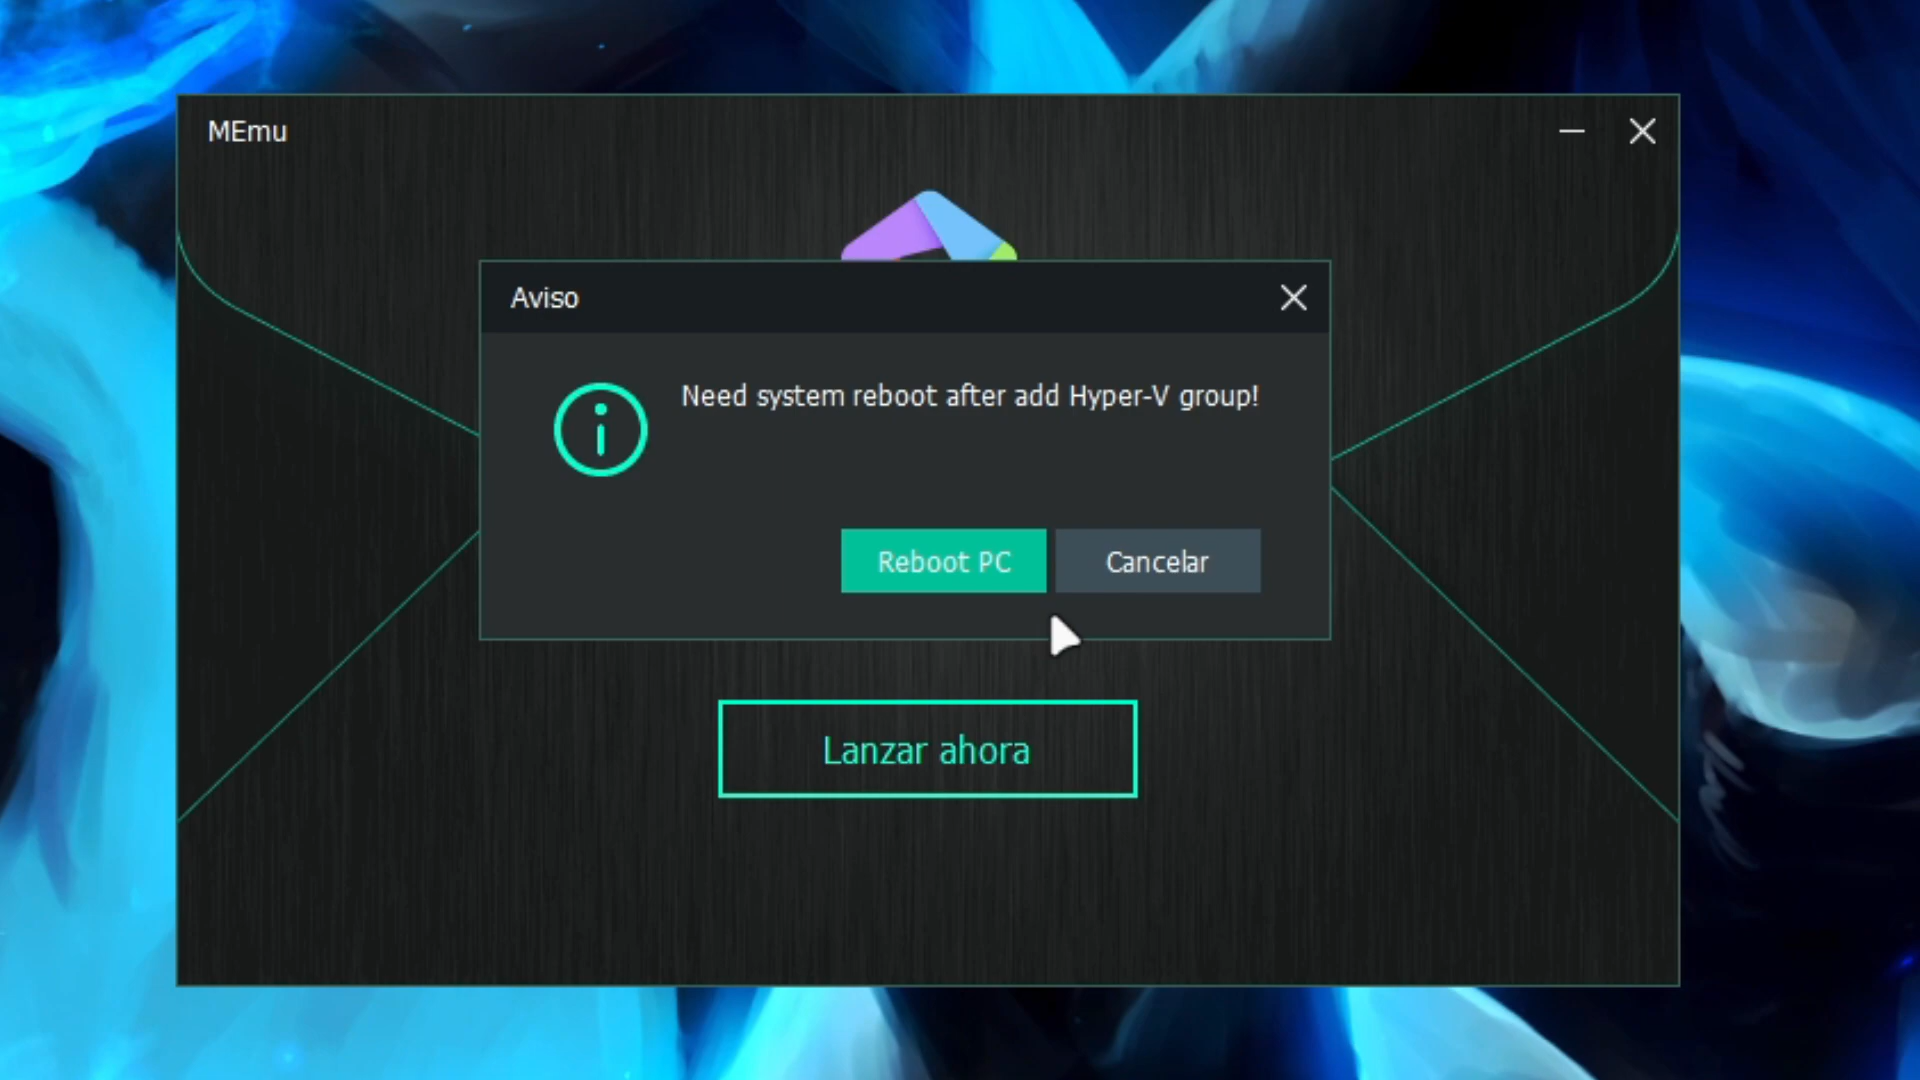 MEmu
Aviso
Need system reboot after add Hyper-V group!
Reboot PC
Cancelar
Lanzar ahora